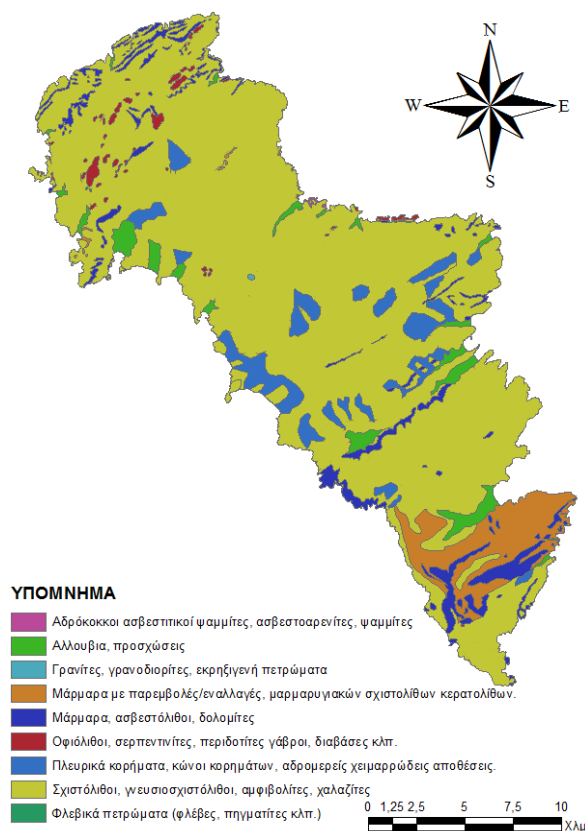 N
W E
S
ΥΠΟΜΝΗΜΑ
Αδρόκοκκοι ασβεστιτικοί ψαμμίτες, ασβεστοαρενίτες, ψαμμίτες
Αλλουβια, προσχώσεις
Γρανίτες, γρανοδιορίτες, εκρηξιγενή πετρώματα
Μάρμαρα με παρεμβολές/εναλλαγές, μαρμαρυγιακών σχιστολίθων κερατολίθων.
Μάρμαρα, ασβεστόλιθοι, δολομίτες
Οφιόλιθοι, σερπεντινίτες, περιδοτίτες γάβροι, διαβάσες κλπ.
Πλευρικά κορήματα, κώνοι κορημάτων, αδρομερείς χειμαρρώδεις αποθέσεις.
Σχιστόλιθοι, γνευσιοσχιστόλιθοι, αμφιβολίτες, χαλαζίτες
Φλεβικά πετρώματα (φλέβες, πηγματίτες κλπ.)
0 1,25 2,5 5 7,5 10
Χλμ